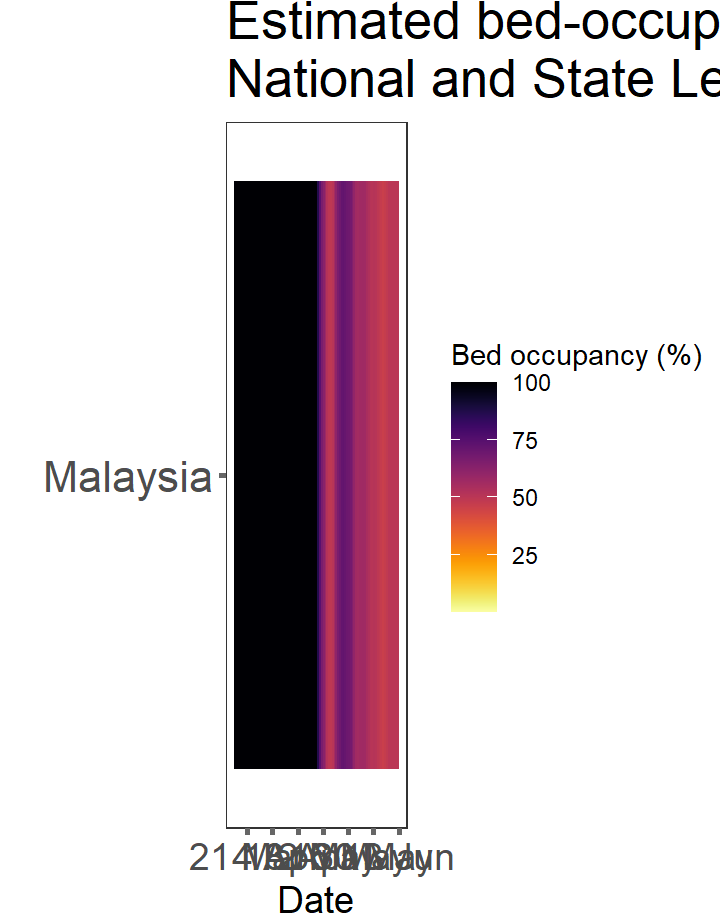 Estimated bed-occup
National and State Le
Bed occupancy (%)
100
75
50
25
Malaysia
Date